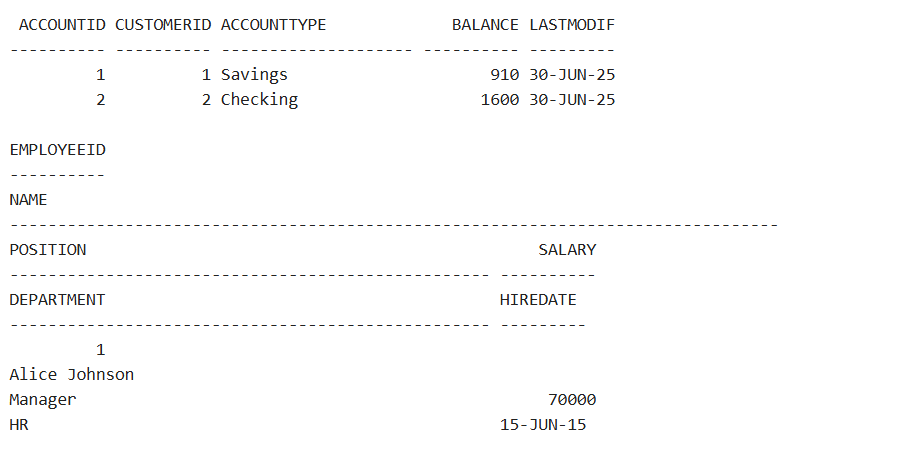 ACCOUNTID CUSTOMERID ACCOUNTTYPE             BALANCE LASTMODIF
---------- ---------- -------------------- ---------- ---------
         1          1 Savings                     910 30-JUN-25
         2          2 Checking                   1600 30-JUN-25

EMPLOYEEID
----------
NAME
--------------------------------------------------------------------------------
POSITION                                               SALARY
-------------------------------------------------- ----------
DEPARTMENT                                         HIREDATE
-------------------------------------------------- ---------
         1
Alice Johnson
Manager                                                 70000
HR                                                 15-JUN-15